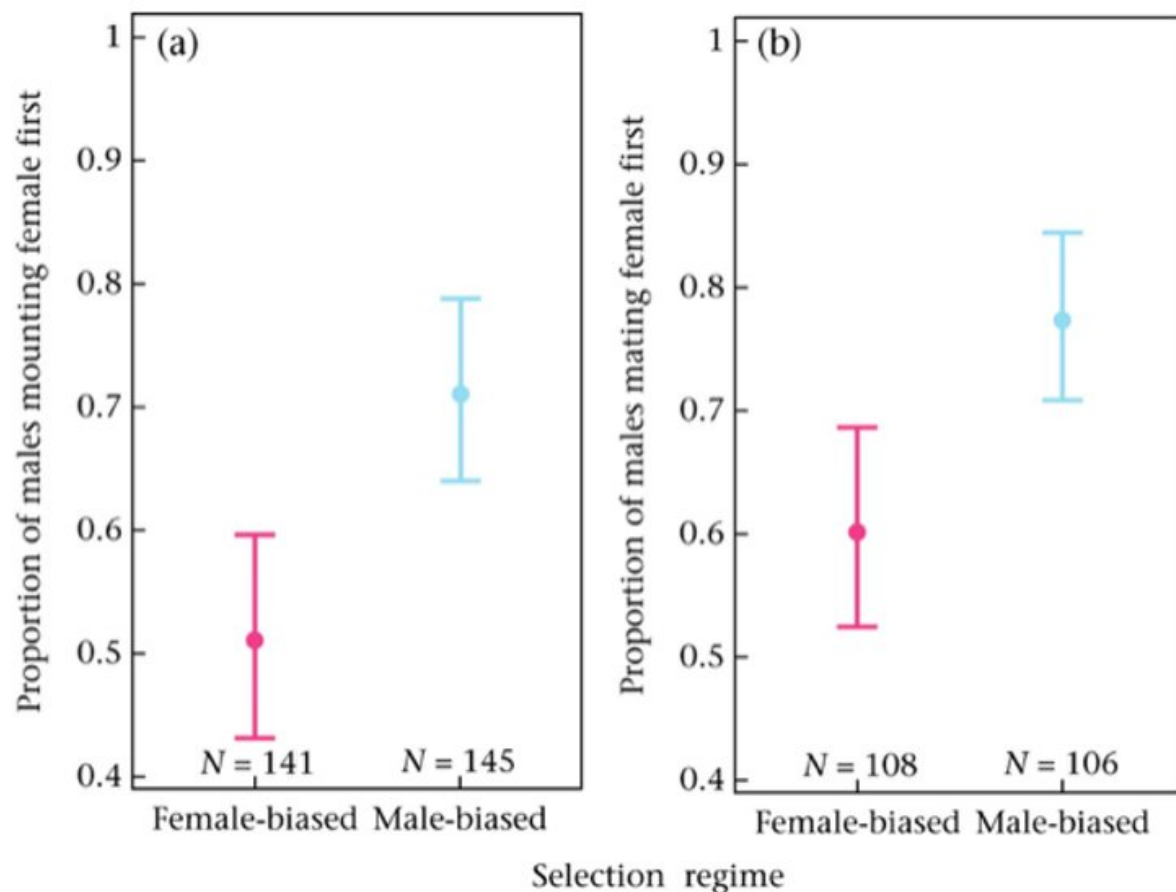 (a)
Proportion of males mounting female first
1
0.9
0.8
0.7
0.6
0.5
0.4
N = 141
N = 145
Female-biased
Male-biased
(b)
Proportion of males mating female first
1
0.9
0.8
0.7
0.6
0.5
0.4
N = 108
N = 106
Female-biased
Male-biased
Selection regime